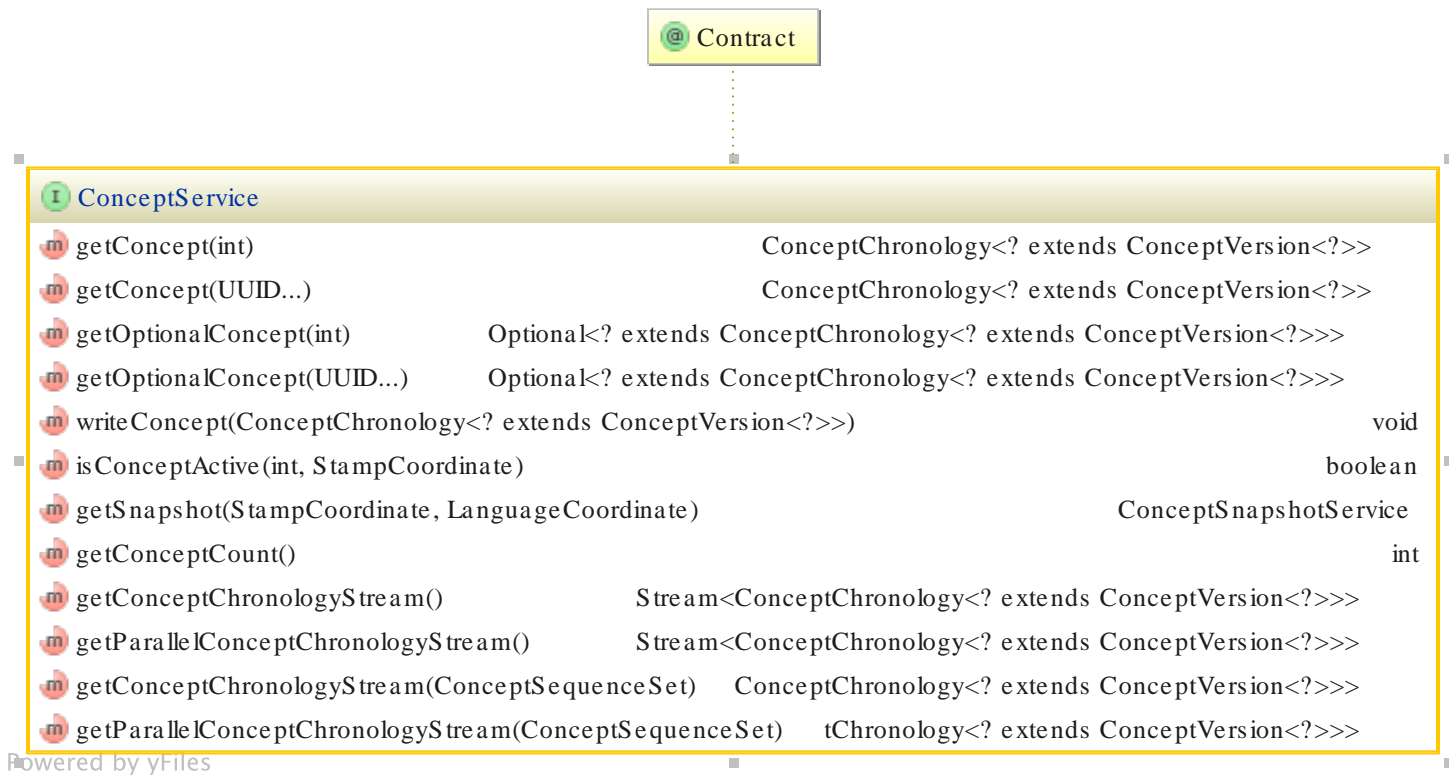 @ Contract
I ConceptService
m getConcept(int) ConceptChronology<? extends ConceptVersion<?>>
m getConcept(UUID...) ConceptChronology<? extends ConceptVersion<?>>
m getOptionalConcept(int) Optional<? extends ConceptChronology<? extends ConceptVersion<?>>>
m getOptionalConcept(UUID...) Optional<? extends ConceptChronology<? extends ConceptVersion<?>>>
m writeConcept(ConceptChronology<? extends ConceptVersion<?>>) void
m isConceptActive(int, StampCoordinate) boolean
m getSnapshot(StampCoordinate, LanguageCoordinate) ConceptSnapshotService
m getConceptCount() int
m getConceptChronologyStream() Stream<ConceptChronology<? extends ConceptVersion<?>>>
m getParallelConceptChronologyStream() Stream<ConceptChronology<? extends ConceptVersion<?>>>
m getConceptChronologyStream(ConceptSequenceSet) ConceptChronology<? extends ConceptVersion<?>>>
m getParallelConceptChronologyStream(ConceptSequenceSet) tChronology<? extends ConceptVersion<?>>>
Powered by yFiles